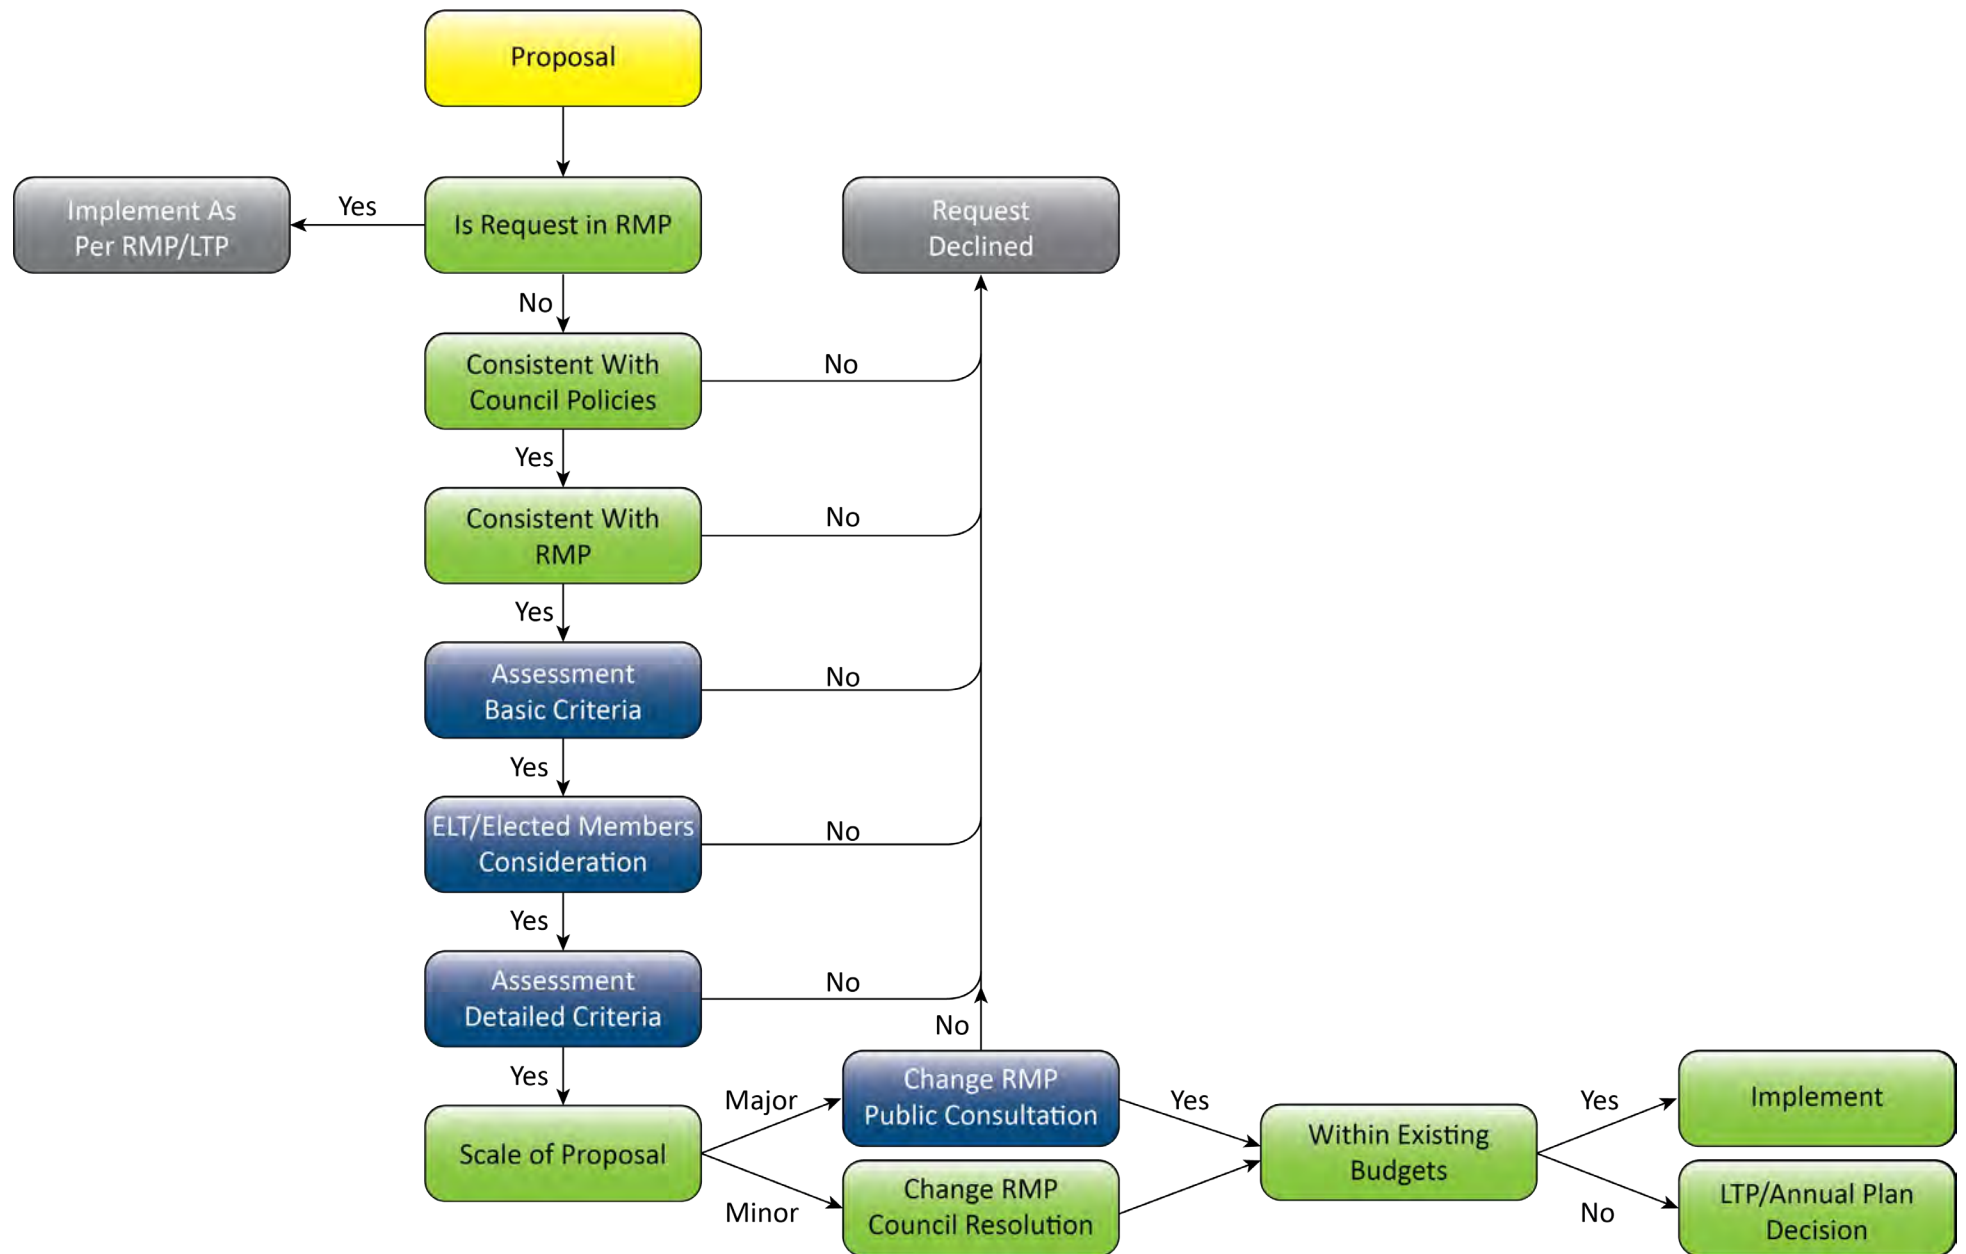 Proposal
Implement As
Per RMP/LTP
Yes
Is Request in RMP
Request
Declined
No
Consistent With
Council Policies
No
Yes
Consistent With
RMP
No
Yes
Assessment
Basic Criteria
No
Yes
ELT/Elected Members
Consideration
No
Yes
Assessment
Detailed Criteria
No
No
Yes
Scale of Proposal
Major
Change RMP
Public Consultation
Yes
Minor
Change RMP
Council Resolution
Within Existing
Budgets
Yes
Implement
No
LTP/Annual Plan
Decision